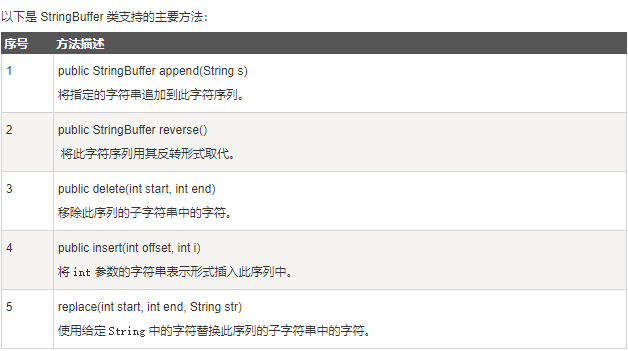 以下是 StringBuffer 类支持的主要方法：
序号 方法描述
1 public StringBuffer append(String s)
将指定的字符串追加到此字符序列。
2 public StringBuffer reverse()
将此字符序列用其反转形式取代。
3 public delete(int start, int end)
移除此序列的子字符串中的字符。
4 public insert(int offset, int i)
将 int 参数的字符串表示形式插入此序列中。
5 replace(int start, int end, String str)
使用给定 String 中的字符替换此序列的子字符串中的字符。